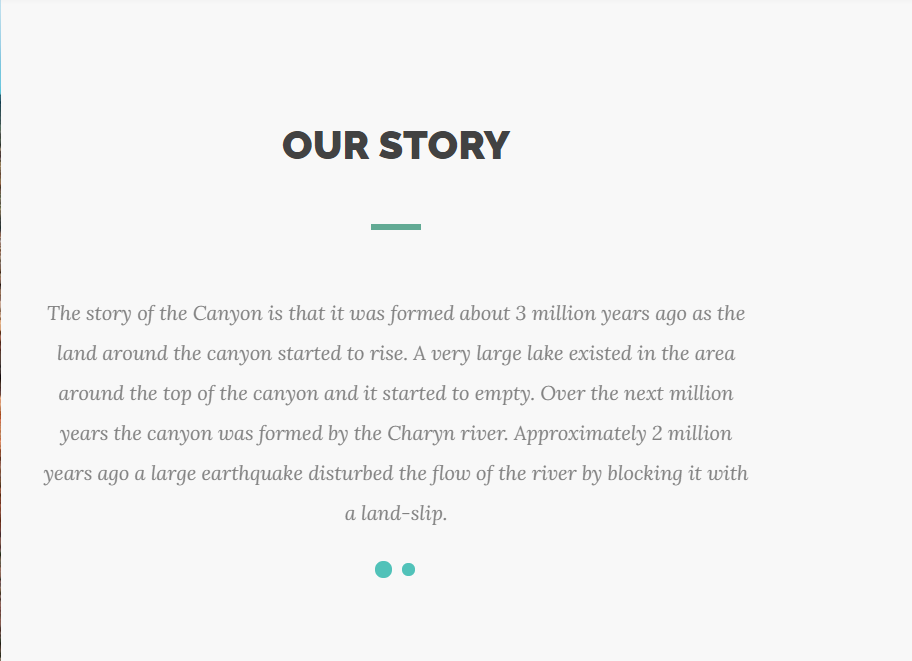 OUR STORY
The story of the Canyon is that it was formed about 3 million years ago as the
land around the canyon started to rise. A very large lake existed in the area
around the top of the canyon and it started to empty. Over the next million
years the canyon was formed by the Charyn river. Approximately 2 million
years ago a large earthquake disturbed the flow of the river by blocking it with
a land-slip.